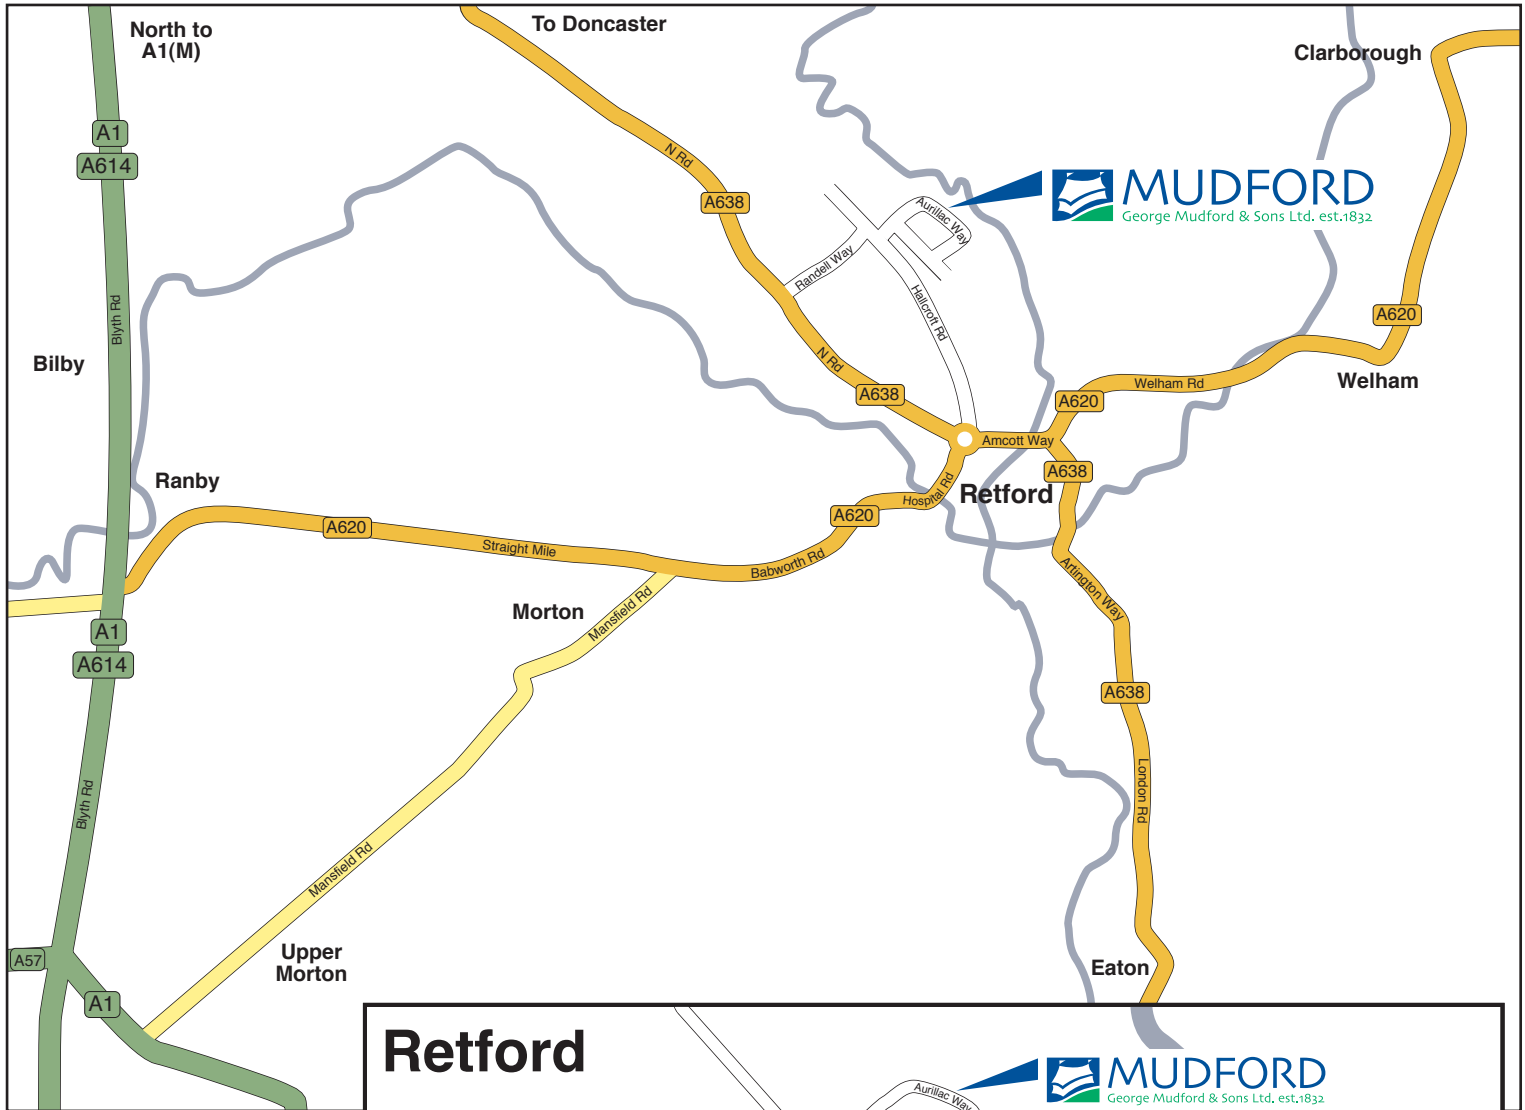 North to
A1(M)
To Doncaster
Clarborough
A1
A614
N Rd
A638
MUDFORD
George Mudford & Sons Ltd. est.1832
Aurillac Way
Randell Way
Hallcroft Rd
Blyth Rd
Bilby
N Rd
A638
A620
Welham
Welham Rd
A620
Amcott Way
A638
Retford
Hospital Rd
Ranby
A620
A620
Straight Mile
Babworth Rd
Artington Way
Morton
Mansfield Rd
A1
A614
A638
London Rd
Blyth Rd
Mansfield Rd
Upper
Morton
A57
Eaton
A1
Retford
MUDFORD
George Mudford & Sons Ltd. est.1832
Aurillac Way